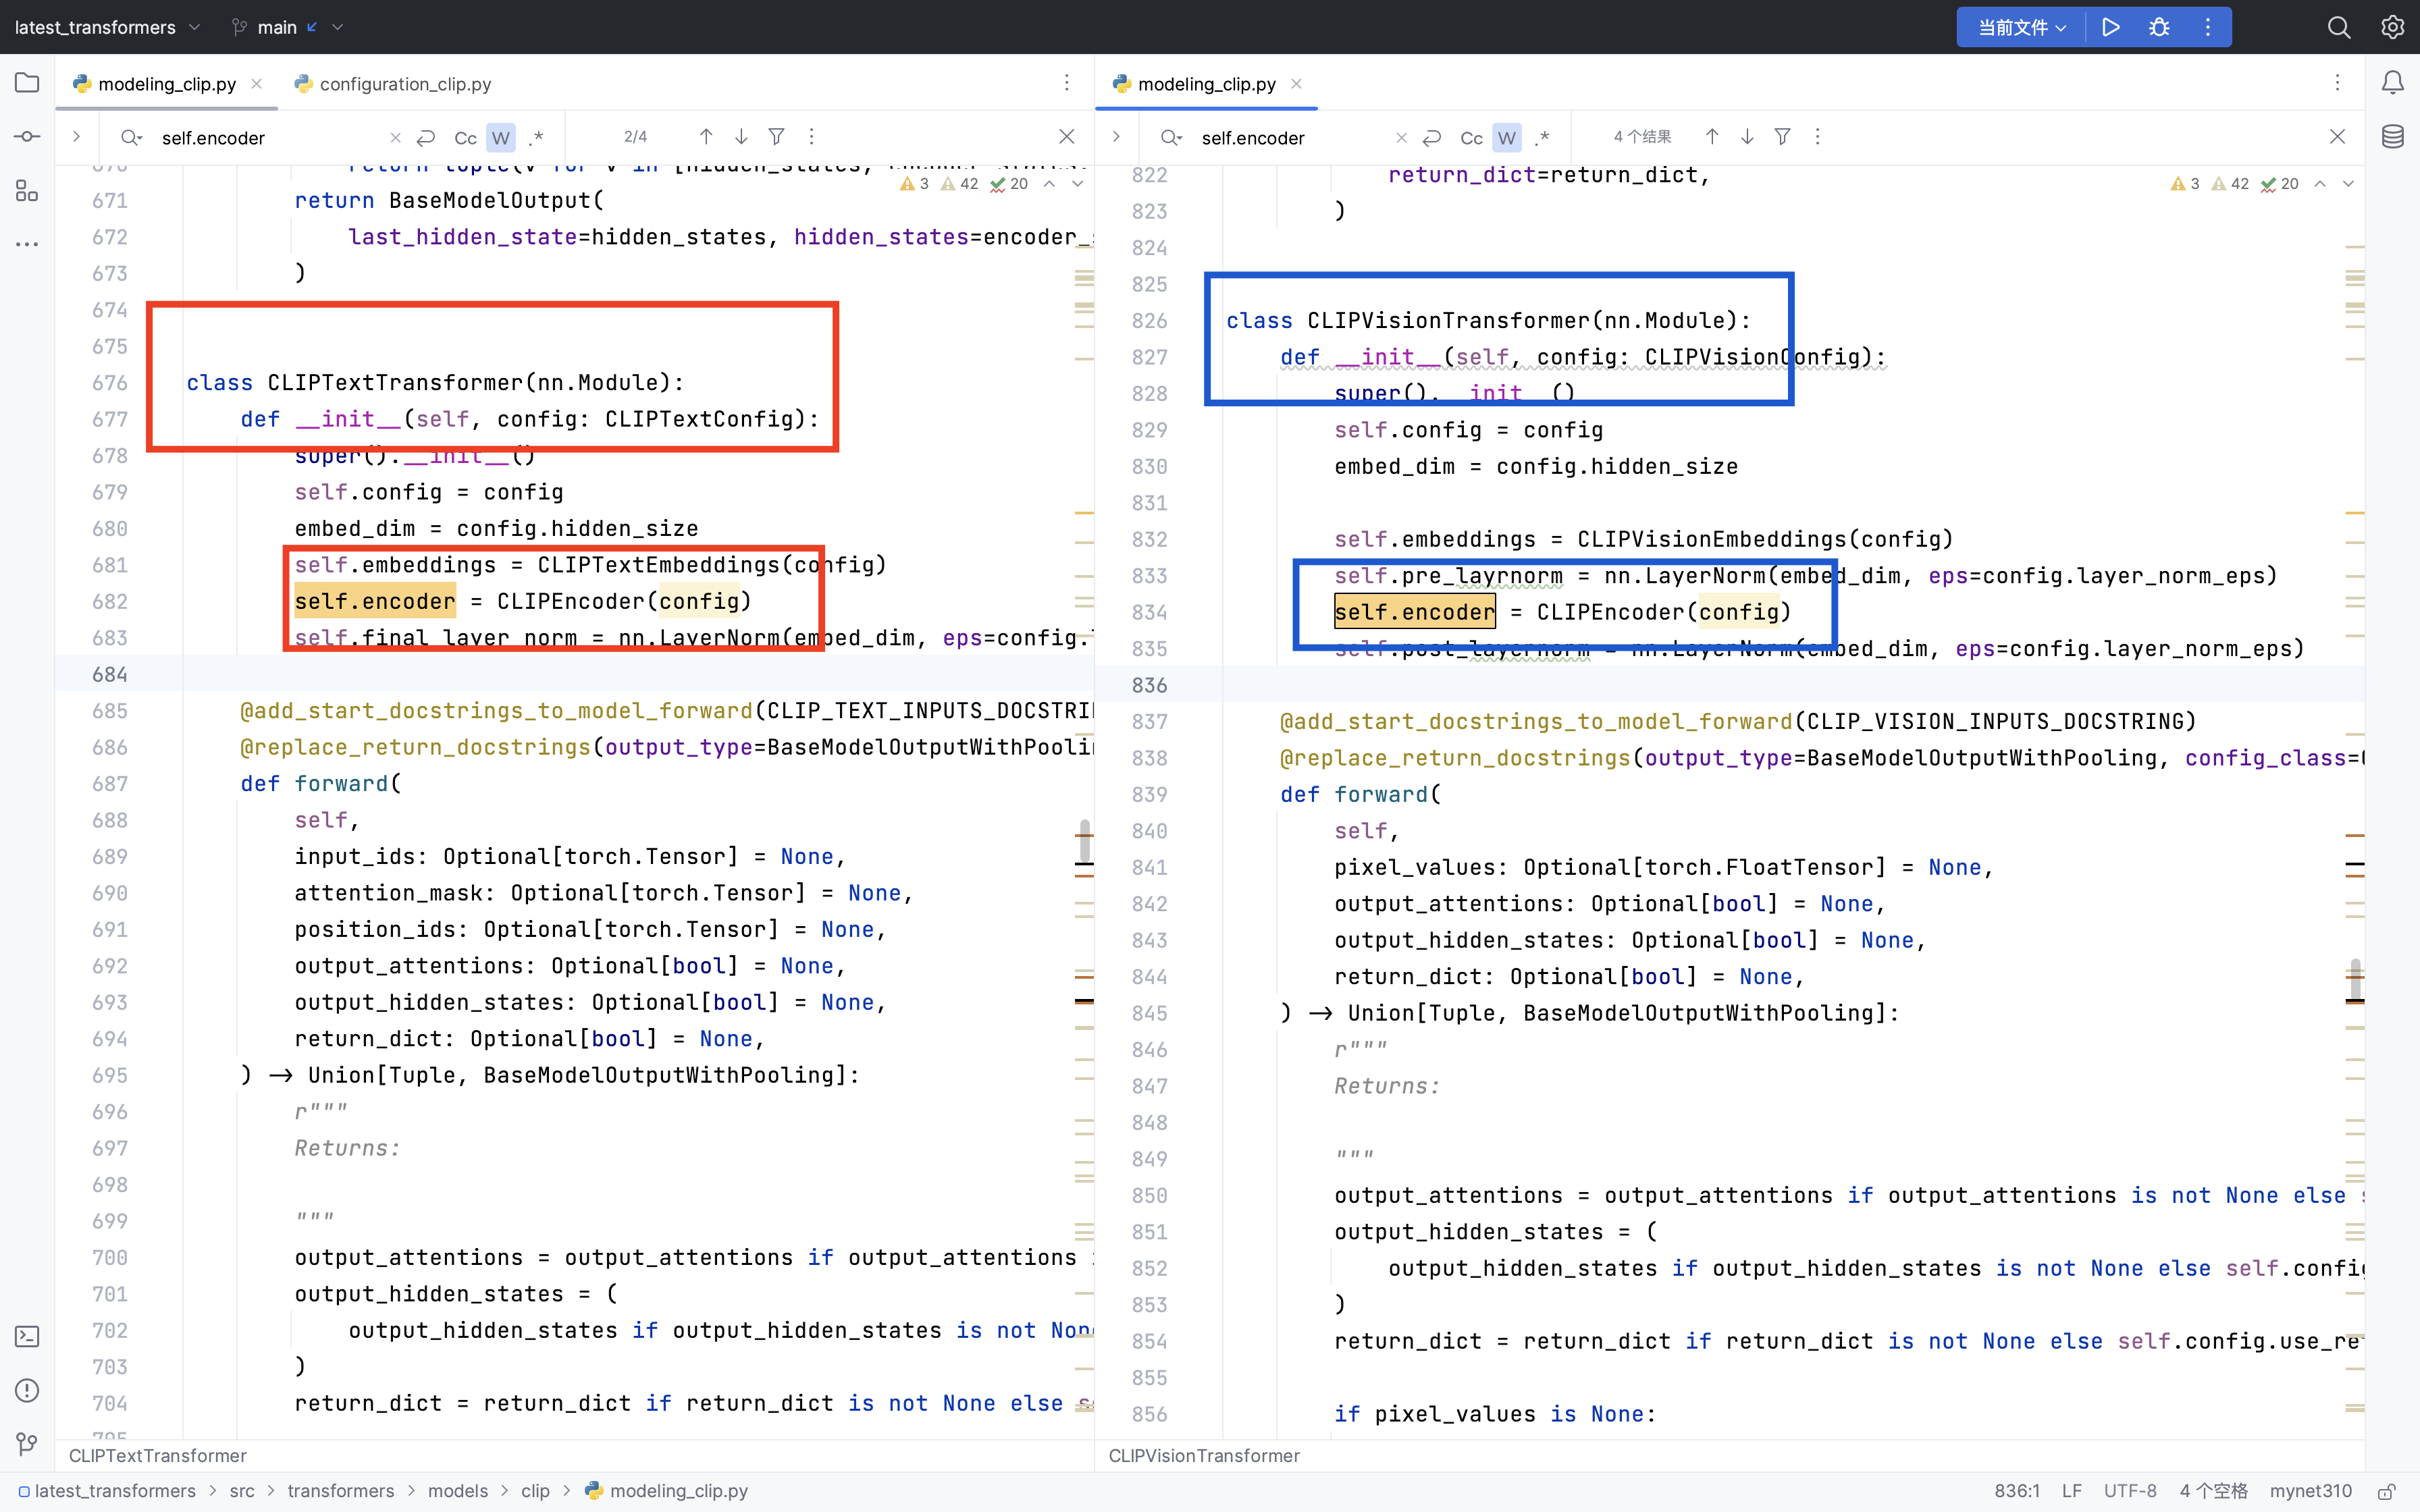 latest_transformers main 当前文件
modeling_clip.py configuration_clip.py
self.encoder Cc W .* 2/4
3 42 20
671 return BaseModelOutput(
672 last_hidden_state=hidden_states, hidden_states=encoder_
673 )
674
675
676 class CLIPTextTransformer(nn.Module):
677 def __init__(self, config: CLIPTextConfig):
678 super().__init__()
679 self.config = config
680 embed_dim = config.hidden_size
681 self.embeddings = CLIPTextEmbeddings(config)
682 self.encoder = CLIPEncoder(config)
683 self.final_layer_norm = nn.LayerNorm(embed_dim, eps=config.
684
685 @add_start_docstrings_to_model_forward(CLIP_TEXT_INPUTS_DOCSTRI
686 @replace_return_docstrings(output_type=BaseModelOutputWithPoolin
687 def forward(
688 self,
689 input_ids: Optional[torch.Tensor] = None,
690 attention_mask: Optional[torch.Tensor] = None,
691 position_ids: Optional[torch.Tensor] = None,
692 output_attentions: Optional[bool] = None,
693 output_hidden_states: Optional[bool] = None,
694 return_dict: Optional[bool] = None,
695 ) -> Union[Tuple, BaseModelOutputWithPooling]:
696 r"""
697 Returns:
698
699 """
700 output_attentions = output_attentions if output_attentions
701 output_hidden_states = (
702 output_hidden_states if output_hidden_states is not Non
703 )
704 return_dict = return_dict if return_dict is not None else s
705
CLIPTextTransformer
modeling_clip.py
self.encoder Cc W .* 4 个结果
3 42 20
822 return_dict=return_dict,
823 )
824
825
826 class CLIPVisionTransformer(nn.Module):
827 def __init__(self, config: CLIPVisionConfig):
828 super().__init__()
829 self.config = config
830 embed_dim = config.hidden_size
831
832 self.embeddings = CLIPVisionEmbeddings(config)
833 self.pre_layrnorm = nn.LayerNorm(embed_dim, eps=config.layer_norm_eps)
834 self.encoder = CLIPEncoder(config)
835 self.post_layernorm = nn.LayerNorm(embed_dim, eps=config.layer_norm_eps)
836
837 @add_start_docstrings_to_model_forward(CLIP_VISION_INPUTS_DOCSTRING)
838 @replace_return_docstrings(output_type=BaseModelOutputWithPooling, config_class=
839 def forward(
840 self,
841 pixel_values: Optional[torch.FloatTensor] = None,
842 output_attentions: Optional[bool] = None,
843 output_hidden_states: Optional[bool] = None,
844 return_dict: Optional[bool] = None,
845 ) -> Union[Tuple, BaseModelOutputWithPooling]:
846 r"""
847 Returns:
848
849 """
850 output_attentions = output_attentions if output_attentions is not None else s
851 output_hidden_states = (
852 output_hidden_states if output_hidden_states is not None else self.config
853 )
854 return_dict = return_dict if return_dict is not None else self.config.use_re
855
856 if pixel_values is None:
CLIPVisionTransformer
latest_transformers > src > transformers > models > clip > modeling_clip.py 836:1 LF UTF-8 4 个空格 mynet310